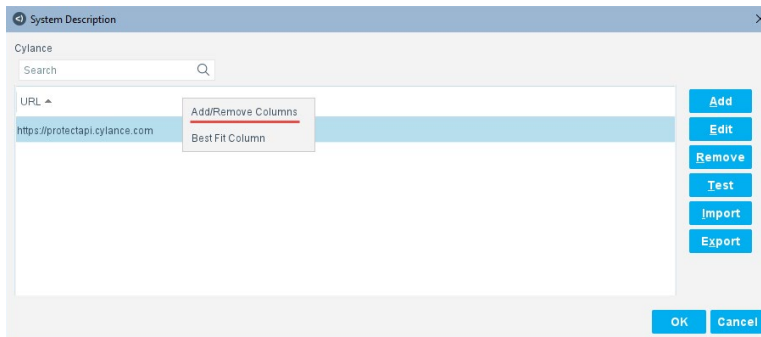 System Description
Cylance
Search
URL
Add/Remove Columns
https://protectapi.cylance.com
Best Fit Column
Add
Edit
Remove
Test
Import
Export
OK
Cancel